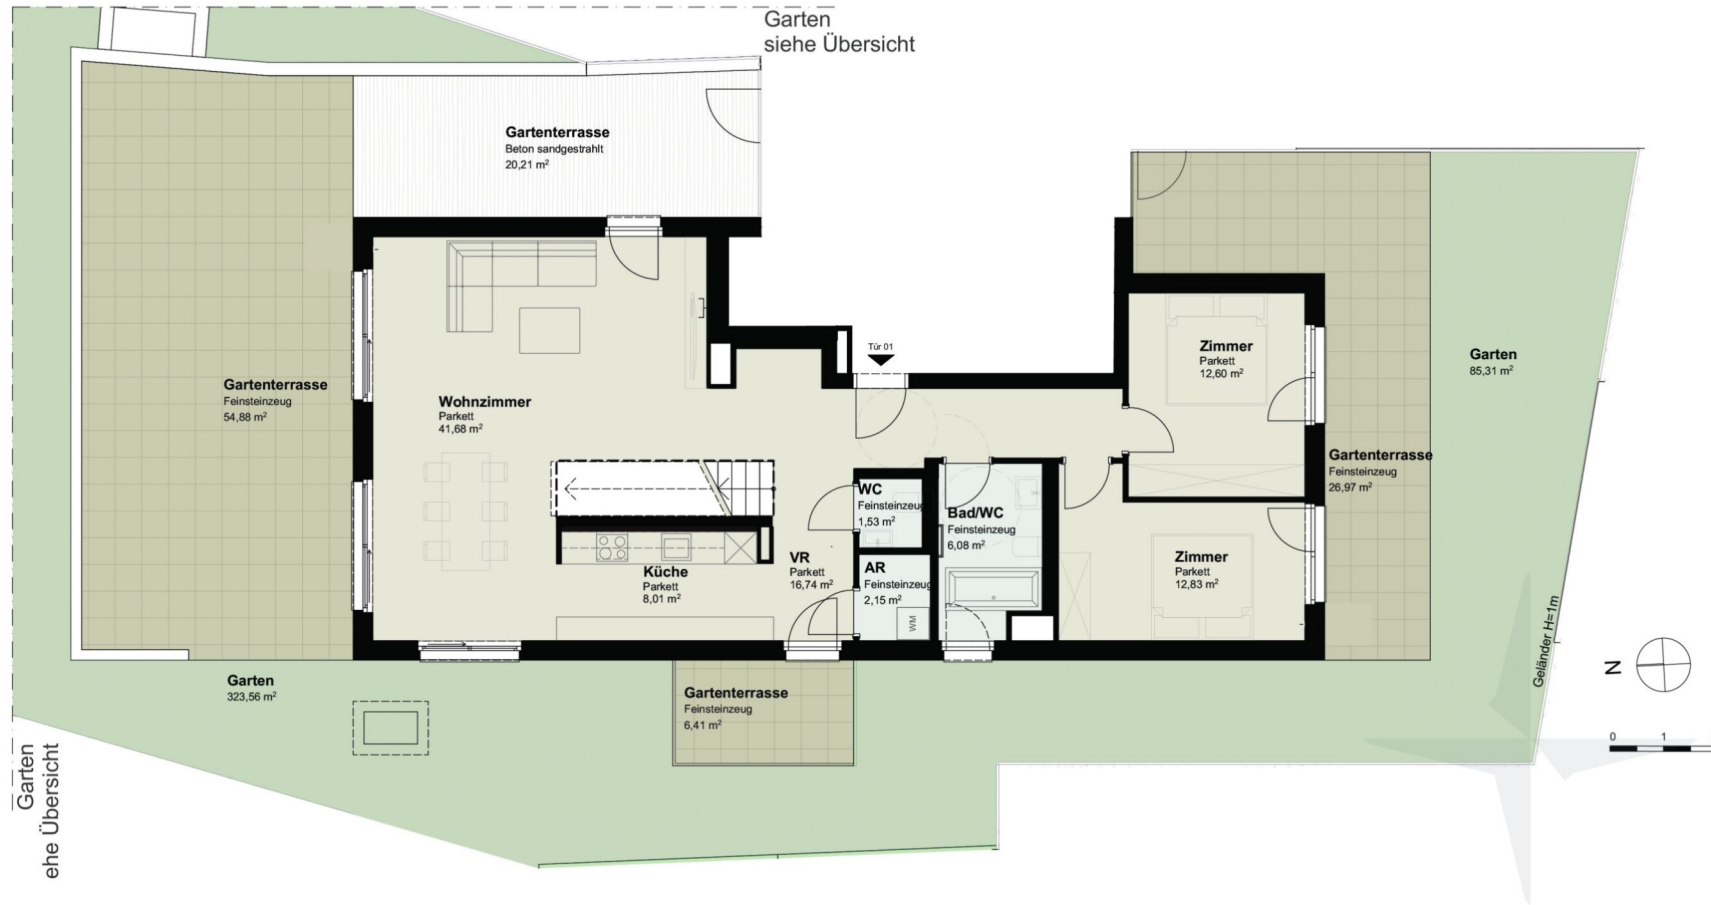 Garten
siehe Übersicht
Gartenterrasse
Beton sandgestrahlt
20,21 m²
Tür 01
Zimmer
Parkett
12,60 m²
Garten
85,31 m²
Gartenterrasse
Feinsteinzeug
54,88 m²
Wohnzimmer
Parkett
41,68 m²
Gartenterrasse
Feinsteinzeug
26,97 m²
WC
Feinsteinzeug
1,53 m²
Bad/WC
Feinsteinzeug
6,08 m²
Küche
Parkett
8,01 m²
VR
Parkett
16,74 m²
AR
Feinsteinzeug
2,15 m²
WM
Zimmer
Parkett
12,83 m²
Geländer H=1m
N
Garten
323,56 m²
Gartenterrasse
Feinsteinzeug
6,41 m²
0 1
Garten
ehe Übersicht